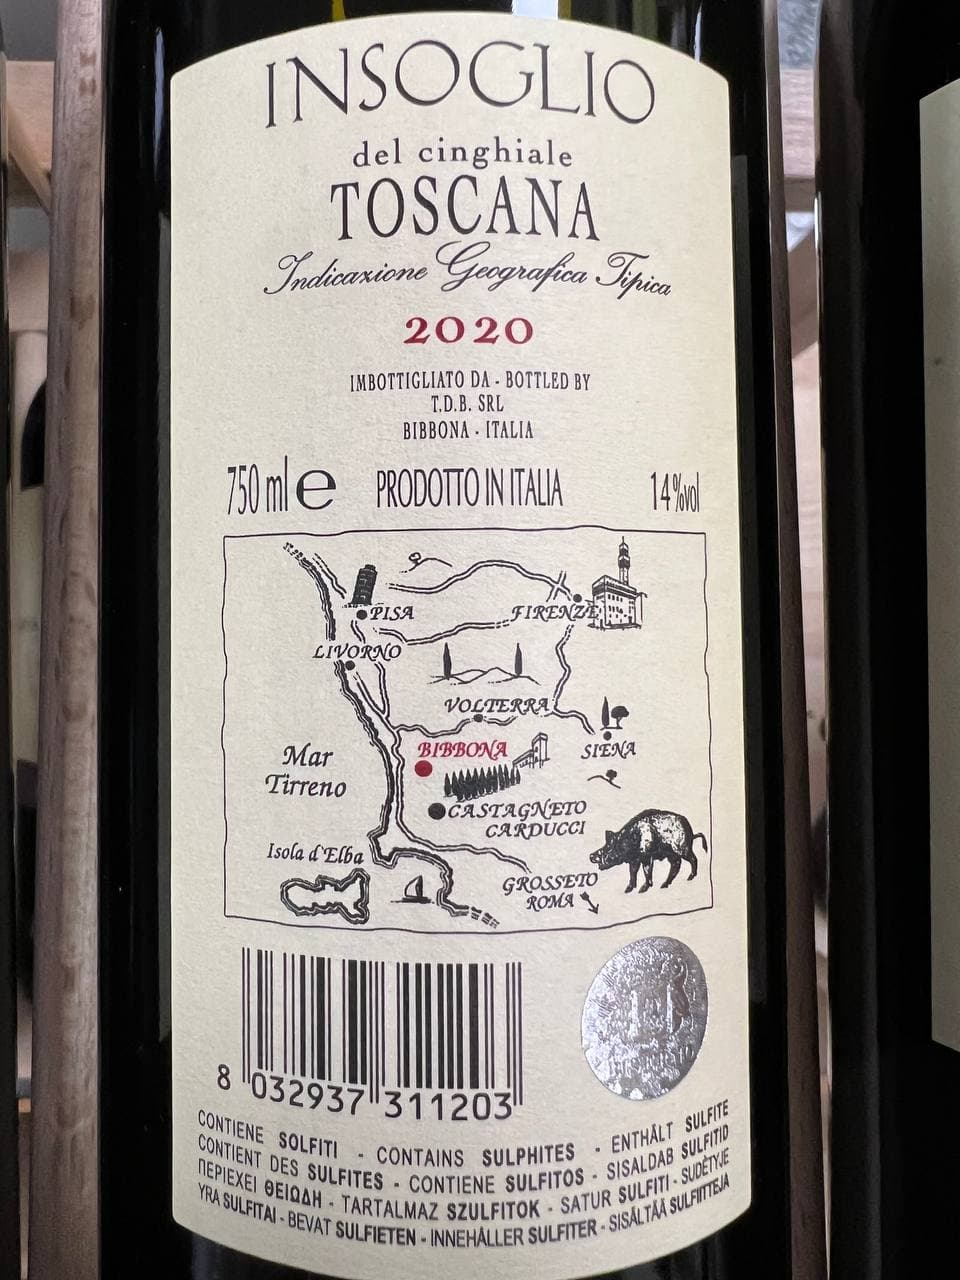 INSOGLIO
del cinghiale
TOSCANA
Indicazione Geografica Tipica
2020
IMBOTTIGLIATO DA - BOTTLED BY
T.D.B. SRL
BIBBONA - ITALIA
750 ml e PRODOTTO IN ITALIA 14%vol
PISA
FIRENZE
LIVORNO
VOLTERRA
BIBBONA
SIENA
Mar
Tirreno
CASTAGNETO
CARDUCCI
Isola d'Elba
GROSSETO
ROMA
8 032937 311203
CONTIENE SOLFITI - CONTAINS SULPHITES - ENTHÄLT SULFITE
CONTIENT DES SULFITES - CONTIENE SULFITOS - SISALDAB SULFITID
ΠΕΡΙΕΧΕΙ ΘΕΙΩΔΗ - TARTALMAZ SZULFITOK - SATUR SULFITI - SUDĖTYJE
YRA SULFITAI - BEVAT SULFIETEN - INNEHÅLLER SULFITER - SISÄLTÄÄ SULFIITTEJA